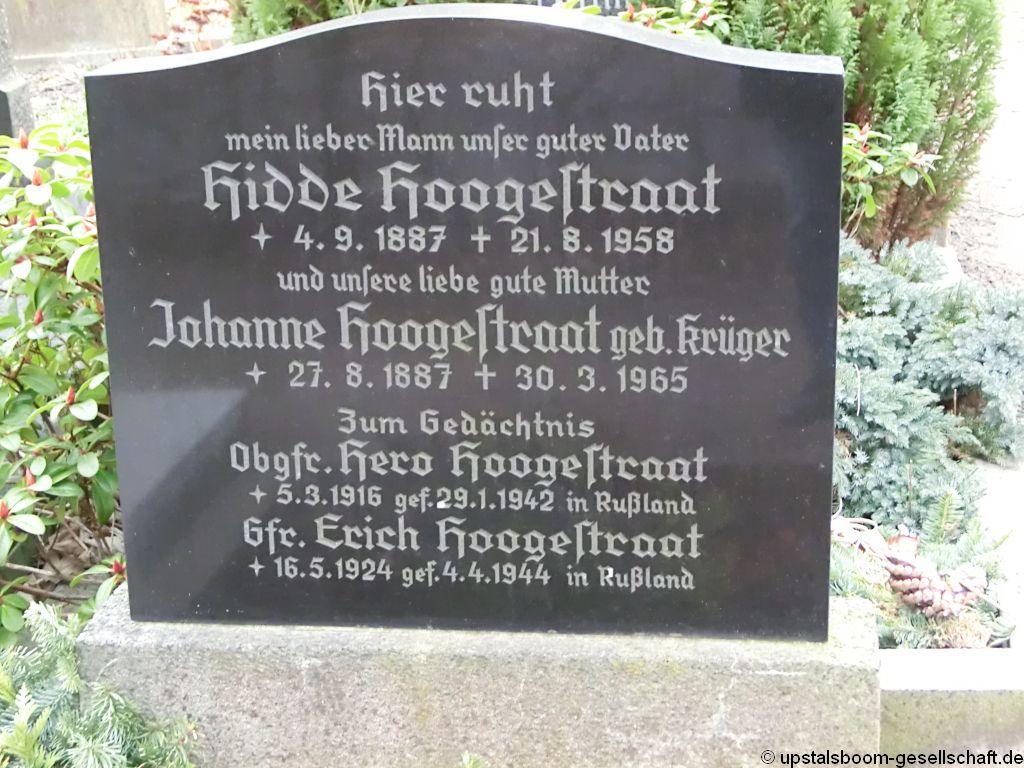 Hier ruht
mein lieber Mann unser guter Vater
Hidde Hoogestraat
✦ 4. 9. 1887 ✝ 21. 8. 1958
und unsere liebe gute Mutter
Johanne Hoogestraat geb. Krüger
✦ 27. 8. 1887 ✝ 30. 3. 1965
Zum Gedächtnis
Obgfr. Hero Hoogestraat
✦ 5.3.1916 gef. 29.1.1942 in Rußland
Gfr. Erich Hoogestraat
✦ 16.5.1924 gef. 4.4.1944 in Rußland
© upstalsboom-gesellschaft.de